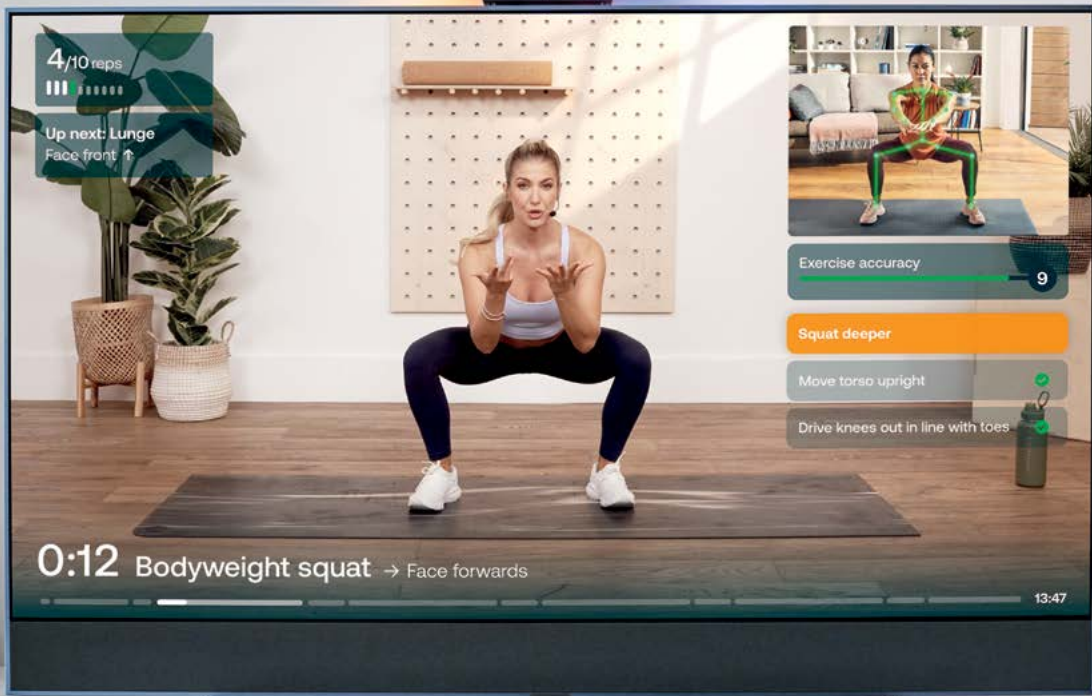 4/10 reps
Up next: Lunge
Face front ↑
Exercise accuracy
9
Squat deeper
Move torso upright
Drive knees out in line with toes
0:12 Bodyweight squat → Face forwards
13:47